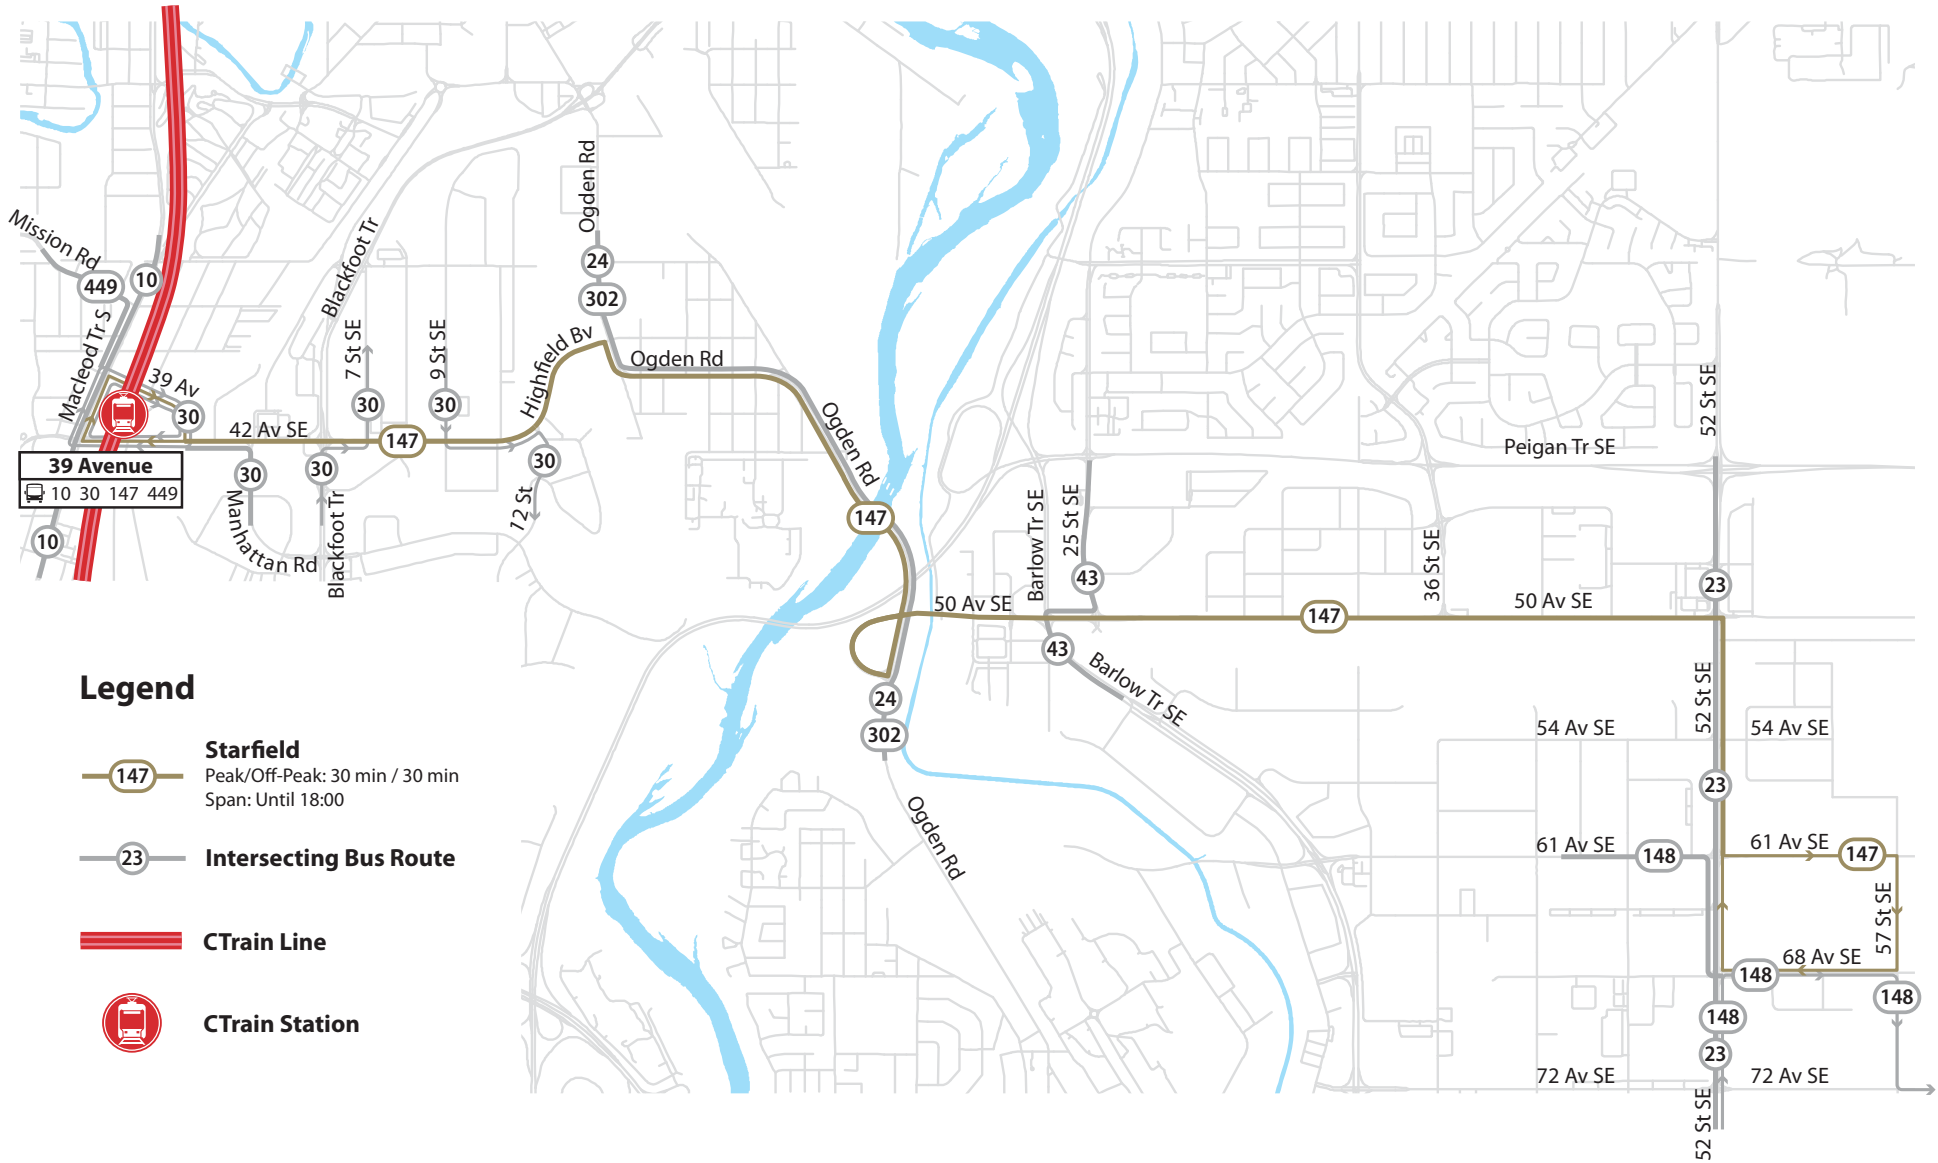 Mission Rd
449
10
Macleod Tr S
39 Av
30
39 Avenue
10 30 147 449
10
42 Av SE
30
Manhattan Rd
Blackfoot Tr
30
Blackfoot Tr
7 St SE
30
9 St SE
30
147
Highfield Bv
30
12 St
Ogden Rd
24
302
Ogden Rd
Ogden Rd
147
50 Av SE
24
302
Ogden Rd
Barlow Tr SE
25 St SE
43
43
Barlow Tr SE
147
36 St SE
50 Av SE
Peigan Tr SE
52 St SE
23
52 St SE
54 Av SE
54 Av SE
23
61 Av SE
148
61 Av SE
147
57 St SE
68 Av SE
148
148
148
23
72 Av SE
72 Av SE
52 St SE
Legend
147
Starfield
Peak/Off-Peak: 30 min / 30 min
Span: Until 18:00
23
Intersecting Bus Route
CTrain Line
CTrain Station